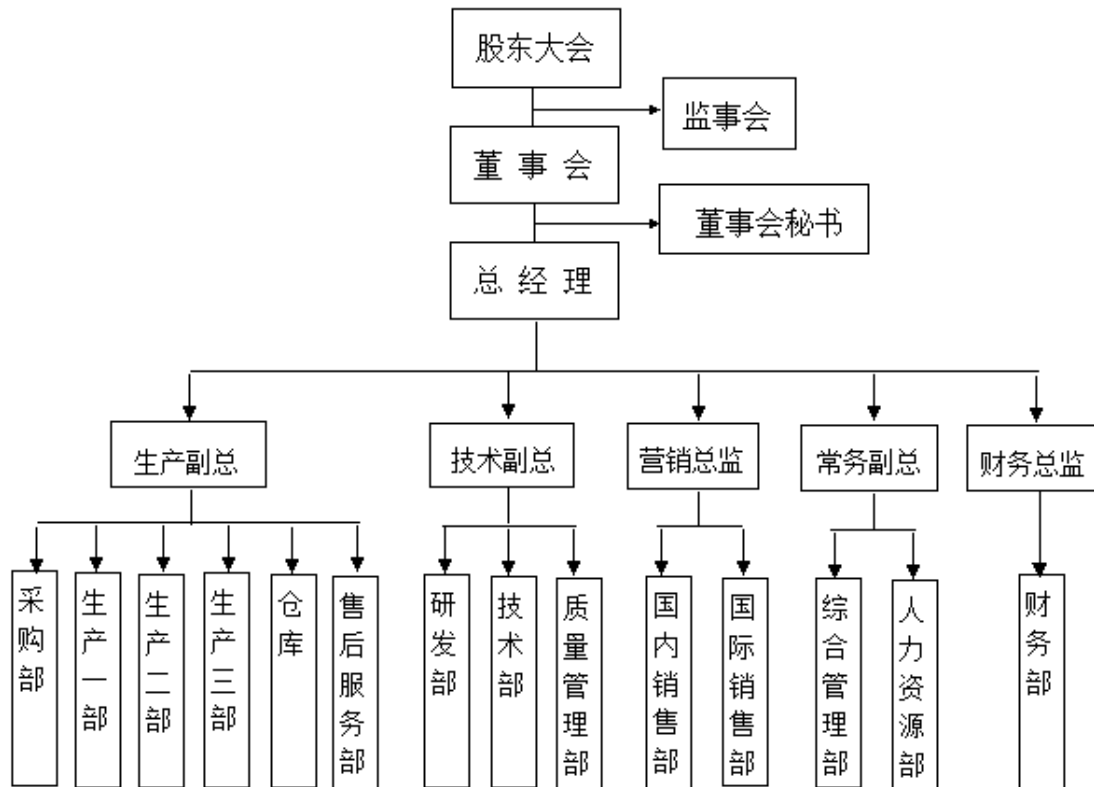 股东大会
监事会
董 事 会
董事会秘书
总 经 理
生产副总
技术副总
营销总监
常务副总
财务总监
采购部
生产一部
生产二部
生产三部
仓库
售后服务部
研发部
技术部
质量管理部
国内销售部
国际销售部
综合管理部
人力资源部
财务部